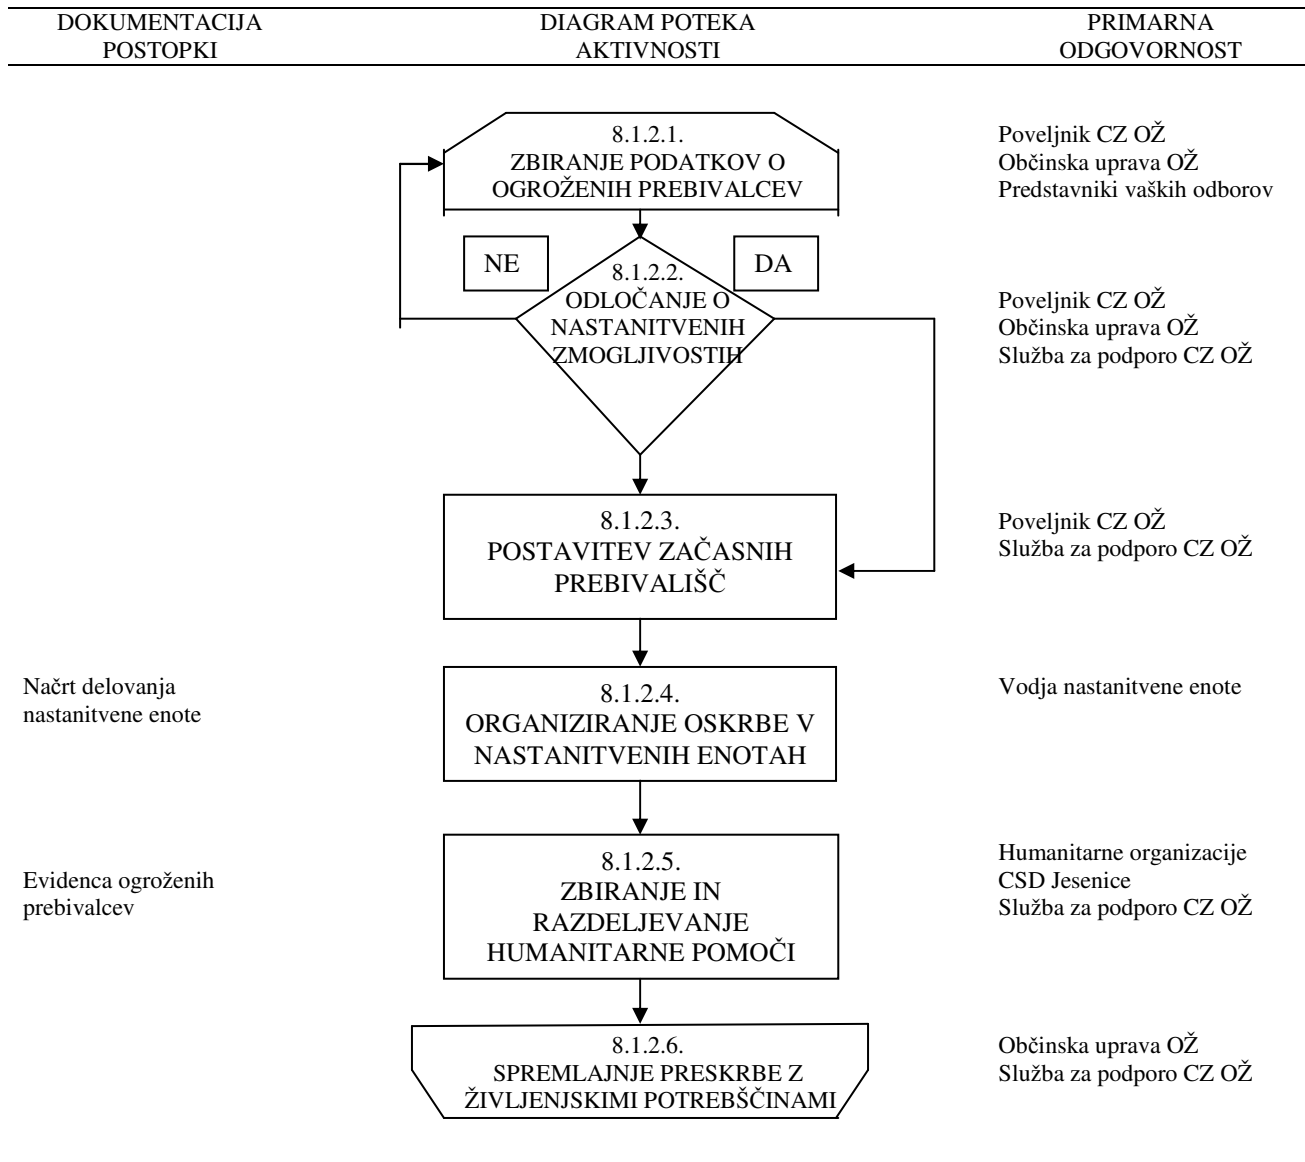 DOKUMENTACIJA
POSTOPKI
DIAGRAM POTEKA
AKTIVNOSTI
PRIMARNA
ODGOVORNOST
8.1.2.1.
ZBIRANJE PODATKOV O
OGROŽENIH PREBIVALCEV
Poveljnik CZ OŽ
Občinska uprava OŽ
Predstavniki vaških odborov
NE
DA
8.1.2.2.
ODLOČANJE O
NASTANITVENIH
ZMOGLJIVOSTIH
Poveljnik CZ OŽ
Občinska uprava OŽ
Služba za podporo CZ OŽ
8.1.2.3.
POSTAVITEV ZAČASNIH
PREBIVALIŠČ
Poveljnik CZ OŽ
Služba za podporo CZ OŽ
Načrt delovanja
nastanitvene enote
8.1.2.4.
ORGANIZIRANJE OSKRBE V
NASTANITVENIH ENOTAH
Vodja nastanitvene enote
Evidenca ogroženih
prebivalcev
8.1.2.5.
ZBIRANJE IN
RAZDELJEVANJE
HUMANITARNE POMOČI
Humanitarne organizacije
CSD Jesenice
Služba za podporo CZ OŽ
8.1.2.6.
SPREMLAJNJE PRESKRBE Z
ŽIVLJENJSKIMI POTREBŠČINAMI
Občinska uprava OŽ
Služba za podporo CZ OŽ